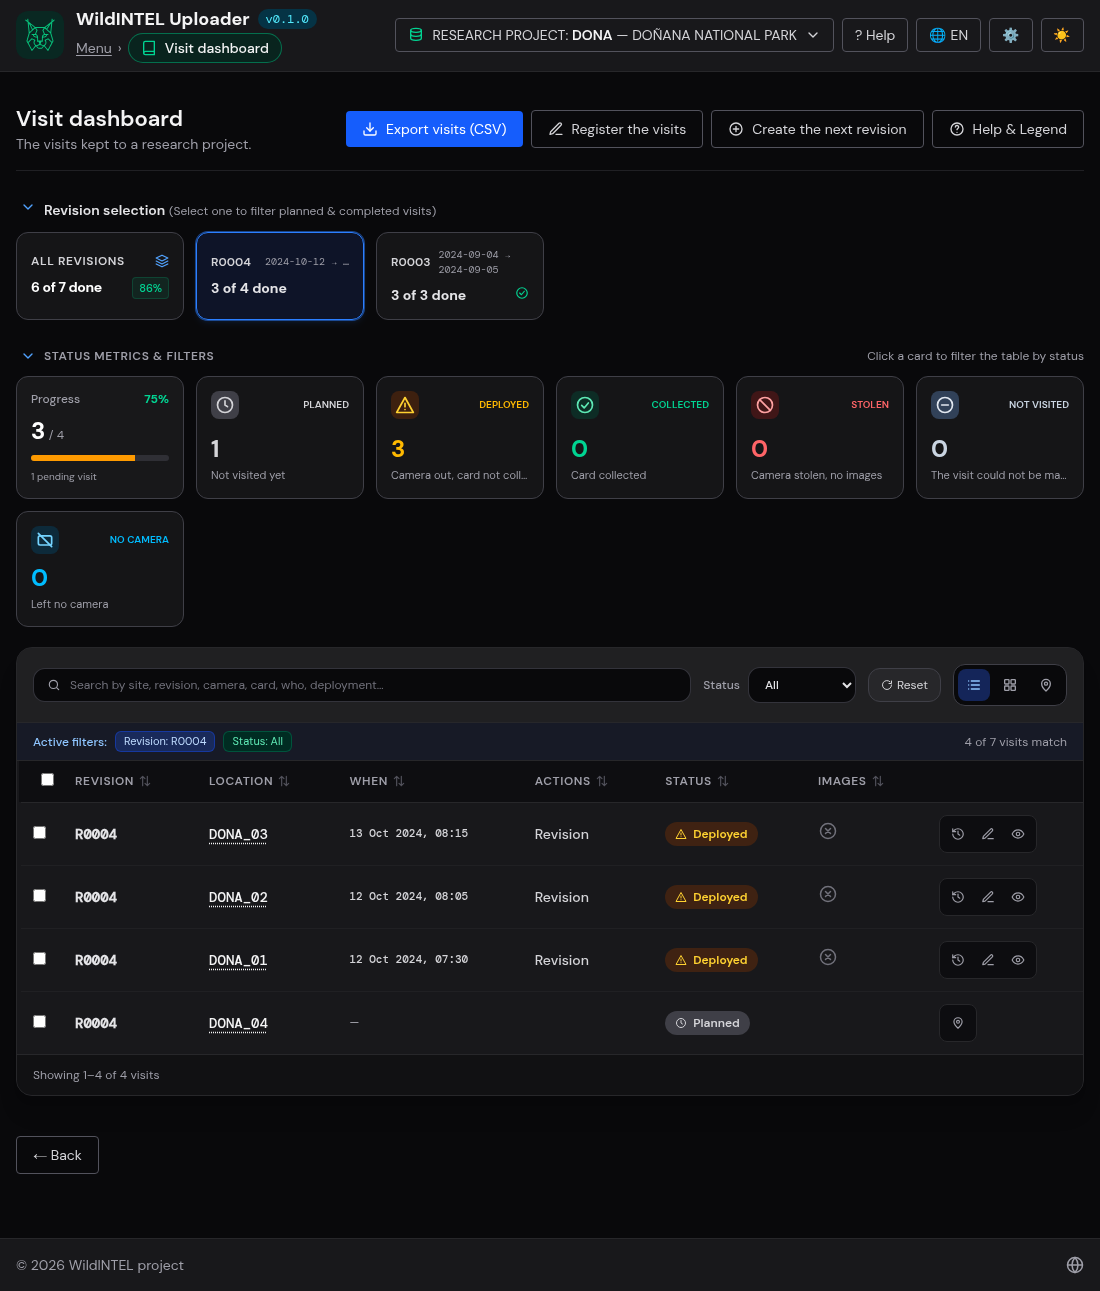 WildINTEL Uploader v0.1.0
Menu › Visit dashboard
RESEARCH PROJECT: DONA — DOÑANA NATIONAL PARK
? Help
EN
Visit dashboard
The visits kept to a research project.
Export visits (CSV)
Register the visits
Create the next revision
Help & Legend
Revision selection (Select one to filter planned & completed visits)
ALL REVISIONS
6 of 7 done
86%
R0004 2024-10-12 → …
3 of 4 done
R0003 2024-09-04 →
2024-09-05
3 of 3 done
STATUS METRICS & FILTERS
Click a card to filter the table by status
Progress 75%
3 / 4
1 pending visit
PLANNED
1
Not visited yet
DEPLOYED
3
Camera out, card not coll…
COLLECTED
0
Card collected
STOLEN
0
Camera stolen, no images
NOT VISITED
0
The visit could not be ma…
NO CAMERA
0
Left no camera
Search by site, revision, camera, card, who, deployment…
Status
All
Reset
Active filters: Revision: R0004 Status: All
4 of 7 visits match
REVISION LOCATION WHEN ACTIONS STATUS IMAGES
R0004 DONA_03 13 Oct 2024, 08:15 Revision Deployed
R0004 DONA_02 12 Oct 2024, 08:05 Revision Deployed
R0004 DONA_01 12 Oct 2024, 07:30 Revision Deployed
R0004 DONA_04 — Planned
Showing 1–4 of 4 visits
← Back
© 2026 WildINTEL project